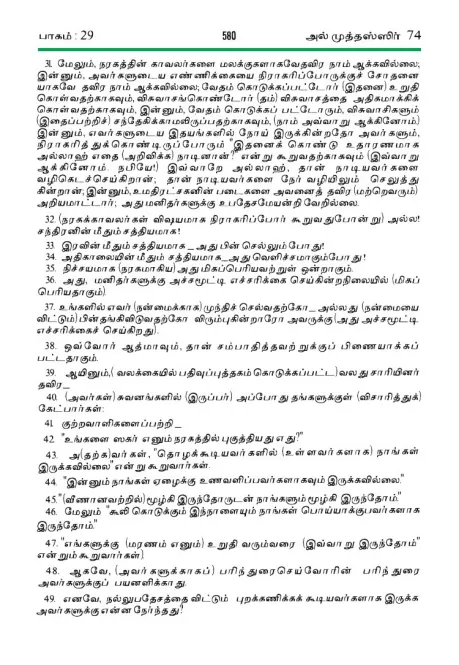 பாகம் : 29 580 அல் முத்தஸ்ஸிர் 74
31. மேலும், நரகத்தின் காவலர்களை மலக்குகளாகவேதவிர நாம் ஆக்கவில்லை;
இன்னும், அவர்களுடைய எண்ணிக்கையை நிராகரிப்போருக்குச் சோதனை
யாகவே தவிர நாம் ஆக்கவில்லை; வேதம் கொடுக்கப்பட்டோர் (இதனை) உறுதி
கொள்வதற்காகவும், விசுவாசங்கொண்டோர் (தம்) விசுவாசத்தை அதிகமாக்கிக்
கொள்வதற்காகவும், இன்னும், வேதம் கொடுக்கப் பட்டோரும், விசுவாசிகளும்
(இதைப்பற்றிச்) சந்தேகிக்காமலிருப்பதற்காகவும், (நாம் அவ்வாறு ஆக்கினோம்)
இன்னும், எவர்களுடைய இதயங்களில் நோய் இருக்கின்றதோ அவர்களும்,
நிராகரித்துக்கொண்டிருப்போரும் "இதனைக் கொண்டு உதாரணமாக
அல்லாஹ் எதை (அறிவிக்க) நாடினான்?" என்று கூறுவதற்காகவும் (இவ்வாறு
ஆக்கினோம். நபியே!) இவ்வாறே அல்லாஹ், தான் நாடியவர்களை
வழிகெடச்செய்கிறான்; தான் நாடியவர்களை நேர் வழியிலும் செலுத்து
கின்றான்; இன்னும், உமதிரட்சகனின் படைகளை அவனைத் தவிர (மற்றெவரும்)
அறியமாட்டார்; அது மனிதர்களுக்கு உபதேசமேயன்றி வேறில்லை.
32. (நரகக்காவலர்கள் விஷயமாக நிராகரிப்போர் கூறுவதுபோன்று) அல்ல!
சந்திரனின் மீதும் சத்தியமாக!
33. இரவின் மீதும் சத்தியமாக _ அது பின் செல்லும் போது!
34. அதிகாலையின் மீதும் சத்தியமாக_அது வெளிச்சமாகும்போது!
35. நிச்சயமாக (நரகமாகிய) அது மிகப்பெரியவற்றுள் ஒன்றாகும்.
36. அது, மனிதர்களுக்கு அச்சமூட்டி எச்சரிக்கை செய்கின்றநிலையில் (மிகப்
பெரியதாகும்).
37. உங்களில் எவர் (நன்மைக்காக) முந்திச் செல்வதற்கோ_ அல்லது (நன்மையை
விட்டும்) பின்தங்கிவிடுவதற்கோ விரும்புகின்றாரோ அவருக்கு (அது அச்சமூட்டி
எச்சரிக்கைச் செய்கிறது).
38. ஒவ்வோர் ஆத்மாவும், தான் சம்பாதித்தவற்றுக்குப் பிணையாக்கப்
பட்டதாகும்.
39. ஆயினும், (வலக்கையில் பதிவுப்புத்தகம் கொடுக்கப்பட்ட) வலது சாரியினர்
தவிர_
40. (அவர்கள்) சுவனங்களில் (இருப்பர்) அப்போது தங்களுக்குள் (விசாரித்துக்)
கேட்பார்கள்:
41. குற்றவாளிகளைப்பற்றி _
42. "உங்களை ஸகர் எனும் நரகத்தில் புகுத்தியது எது?"
43. அ(தற்க)வர்கள், "தொழக்கூடியவர்களில் (உள்ளவர்களாக) நாங்கள்
இருக்கவில்லை" என்று கூறுவார்கள்.
44. "இன்னும் நாங்கள் ஏழைக்கு உணவளிப்பவர்களாகவும் இருக்கவில்லை."
45. "(வீணானவற்றில்) மூழ்கி இருந்தோருடன் நாங்களும் மூழ்கி இருந்தோம்."
46. மேலும் "கூலி கொடுக்கும் இந்நாளையும் நாங்கள் பொய்யாக்குபவர்களாக
இருந்தோம்."
47. "எங்களுக்கு (மரணம் எனும்) உறுதி வரும்வரை (இவ்வாறு இருந்தோம்"
என்றும் கூறுவார்கள்).
48. ஆகவே, (அவர்களுக்காகப்) பரிந்துரைசெய்வோரின் பரிந்துரை
அவர்களுக்குப் பயனளிக்காது.
49. எனவே, நல்லுபதேசத்தை விட்டும் புறக்கணிக்கக் கூடியவர்களாக இருக்க
அவர்களுக்கு என்ன நேர்ந்தது?